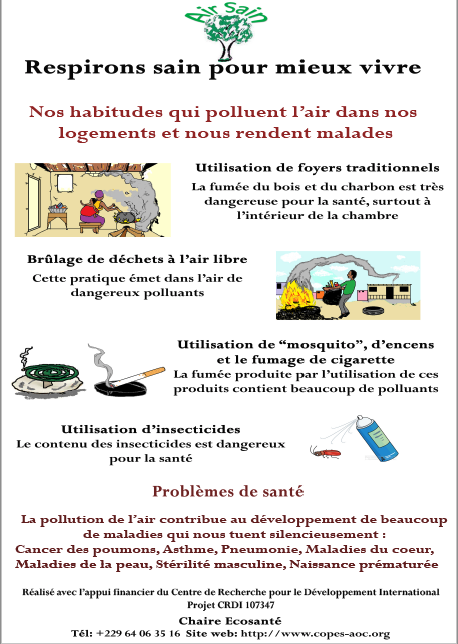 Air Sain
Respirons sain pour mieux vivre
Nos habitudes qui polluent l’air dans nos
logements et nous rendent malades
Utilisation de foyers traditionnels
La fumée du bois et du charbon est très
dangereuse pour la santé, surtout à
l’intérieur de la chambre
Brûlage de déchets à l’air libre
Cette pratique émet dans l’air de
dangereux polluants
Utilisation de “mosquito”, d’encens
et le fumage de cigarette
La fumée produite par l’utilisation de ces
produits contient beaucoup de polluants
Utilisation d’insecticides
Le contenu des insecticides est dangereux
pour la santé
Problèmes de santé
La pollution de l’air contribue au développement de beaucoup
de maladies qui nous tuent silencieusement :
Cancer des poumons, Asthme, Pneumonie, Maladies du coeur,
Maladies de la peau, Stérilité masculine, Naissance prématurée
Réalisé avec l’appui financier du Centre de Recherche pour le Développement International
Projet CRDI 107347
Chaire Ecosanté
Tél: +229 64 06 35 16 Site web: http://www.copes-aoc.org